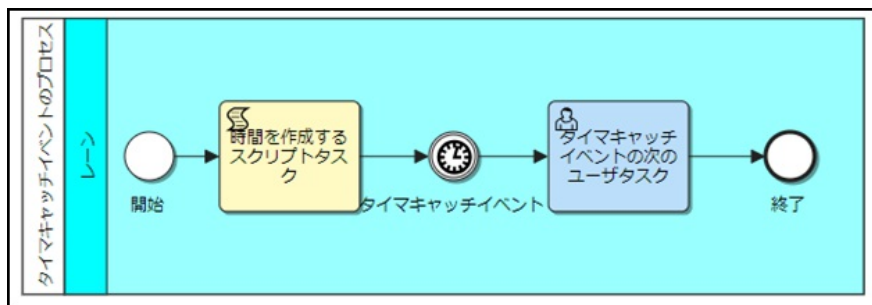 タイマキャッチイベントのプロセス
レーン
開始
時間を作成する
スクリプトタス
ク
タイマキャッチイベント
タイマキャッチ
イベントの次の
ユーザタスク
終了